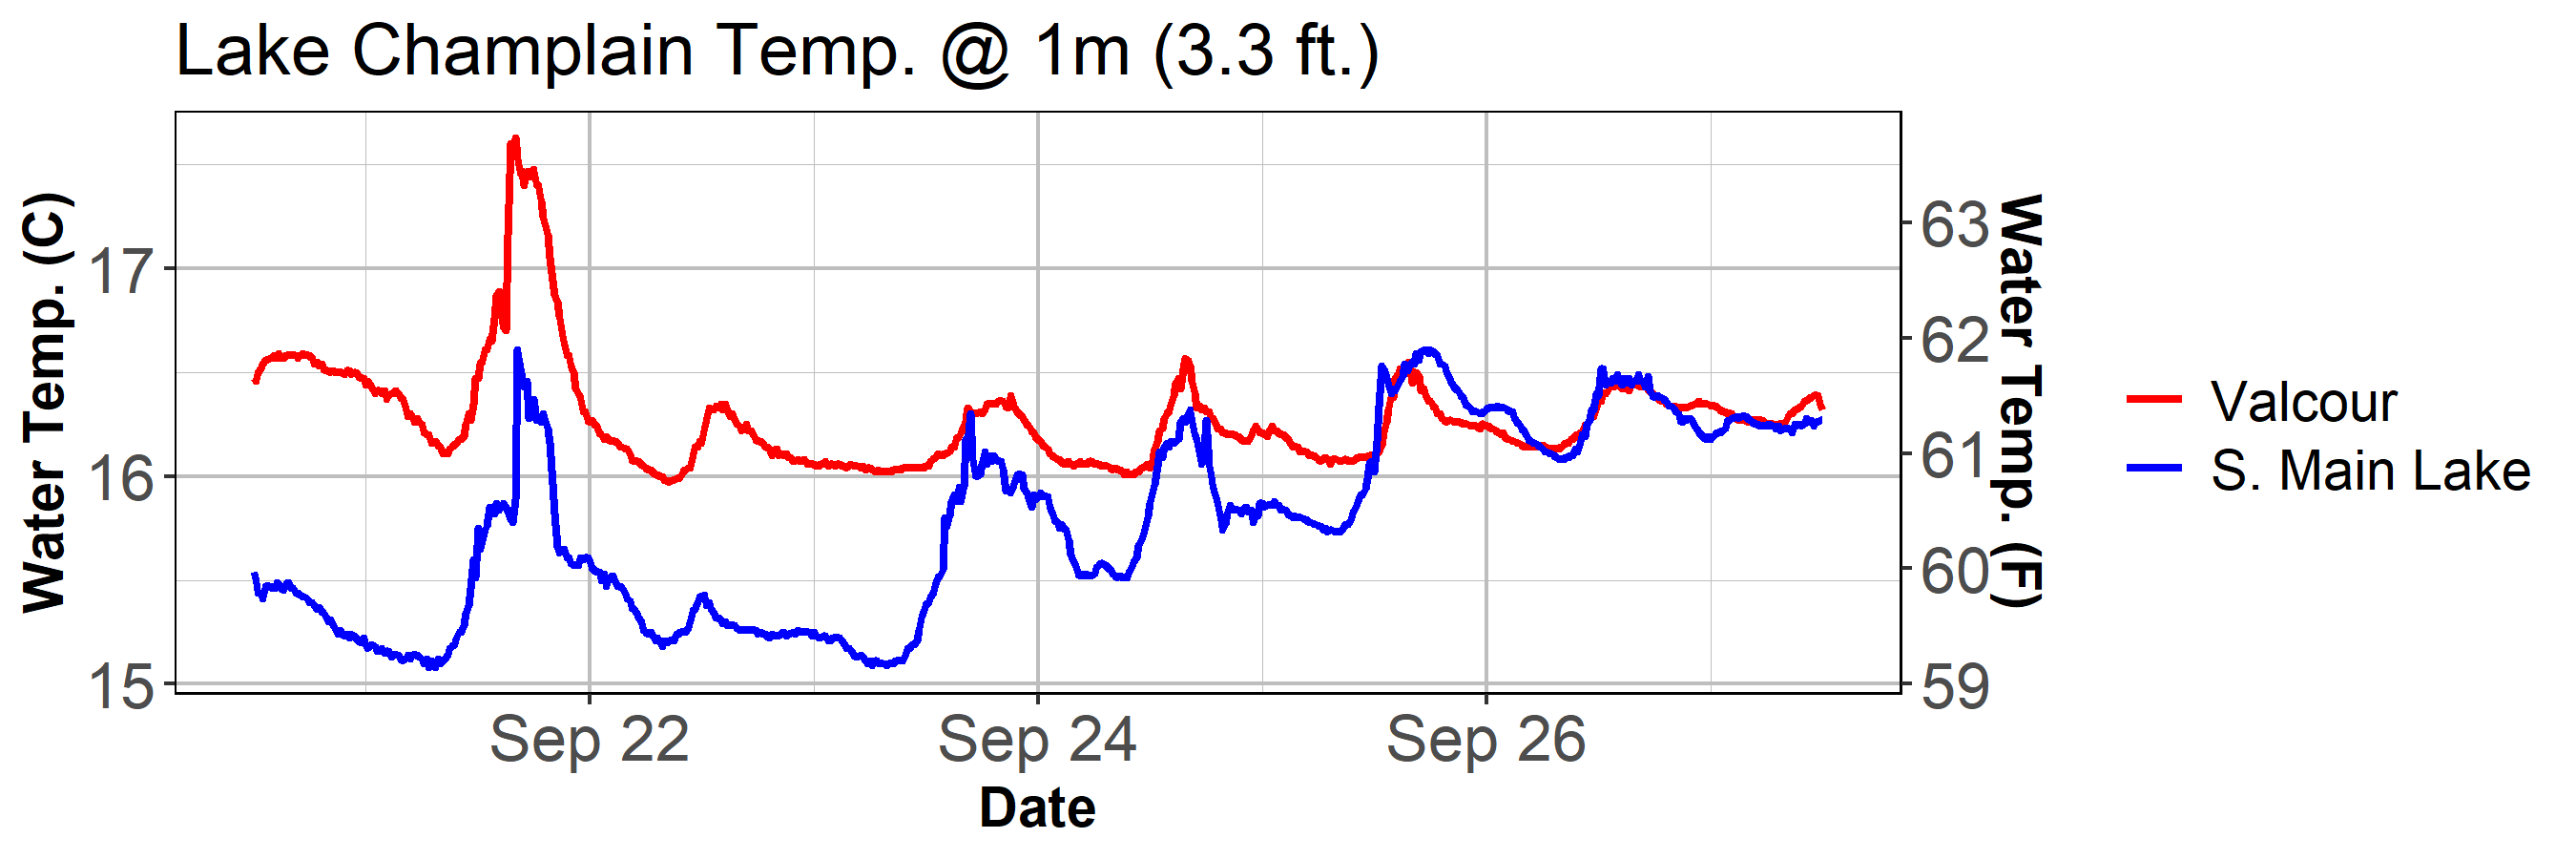 Lake Champlain Temp. @ 1m (3.3 ft.)
Water Temp. (C)
17
16
15
63
62
61
60
59
Water Temp. (F)
Sep 22
Sep 24
Sep 26
Date
Valcour
S. Main Lake